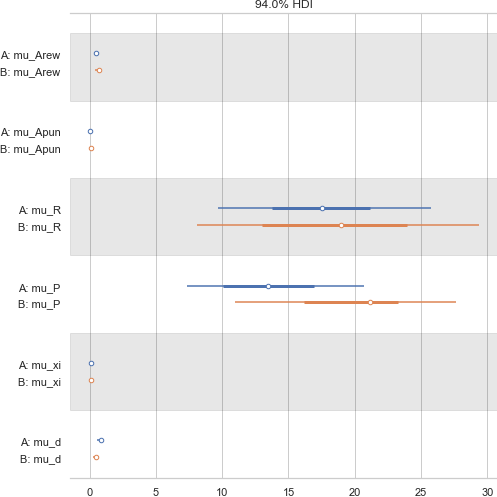 94.0% HDI
A: mu_Arew
B: mu_Arew
A: mu_Apun
B: mu_Apun
A: mu_R
B: mu_R
A: mu_P
B: mu_P
A: mu_xi
B: mu_xi
A: mu_d
B: mu_d
0 5 10 15 20 25 30